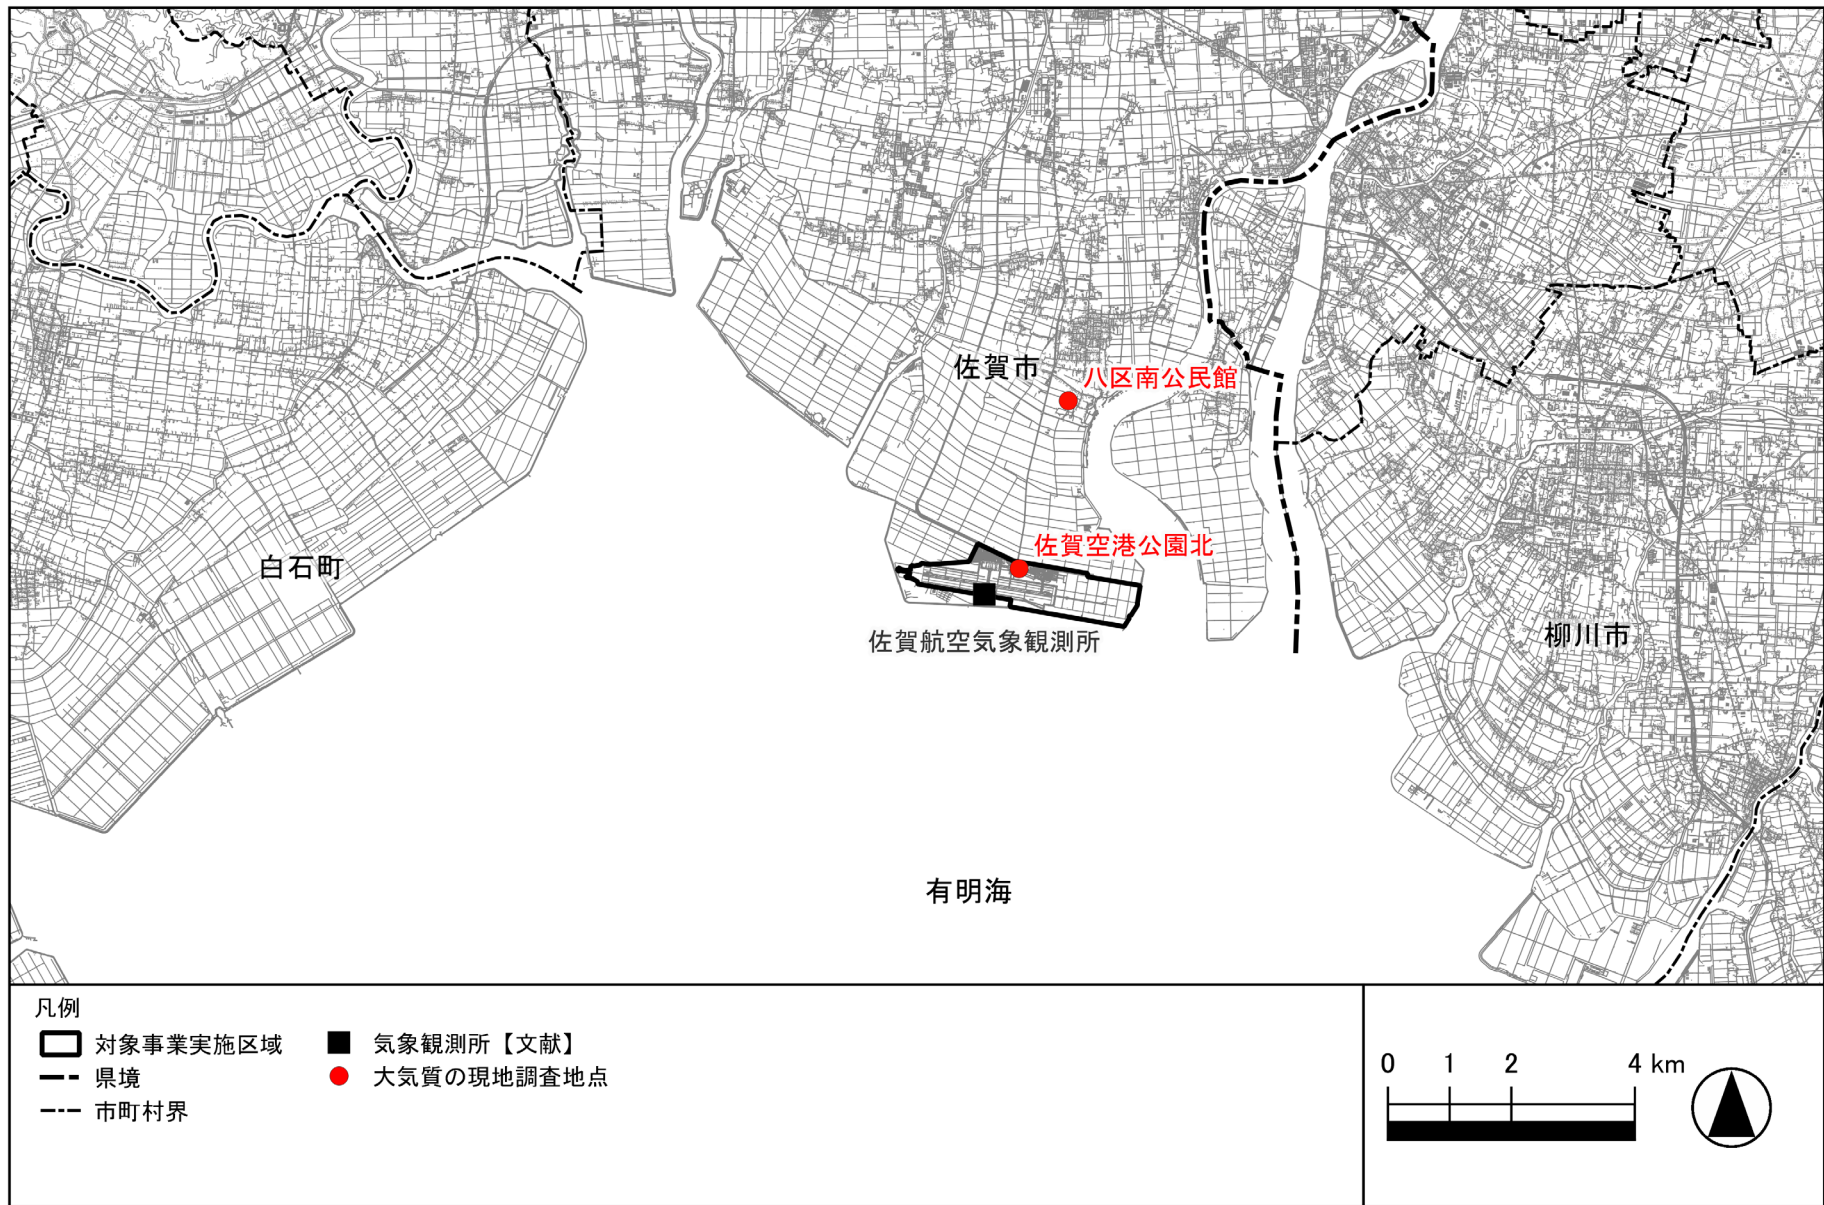 佐賀市
八区南公民館
佐賀空港公園北
白石町
佐賀航空気象観測所
柳川市
有明海
凡例
対象事業実施区域
県境
市町村界
気象観測所【文献】
大気質の現地調査地点
0 1 2 4 km